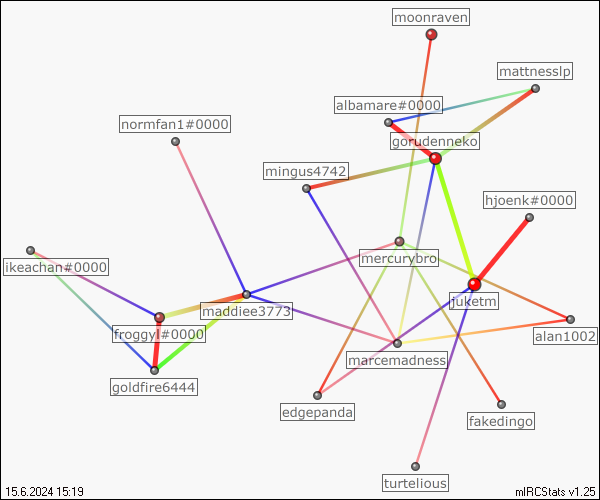 moonraven
mattnesslp
albamare#0000
normfan1#0000
gorudenneko
mingus4742
hjoenk#0000
mercurybro
ikeachan#0000
juketm
maddiee3773
froggyl#0000
alan1002
marcemadness
goldfire6444
edgepanda
fakedingo
turtelious
15.6.2024 15:19
mIRCStats v1.25